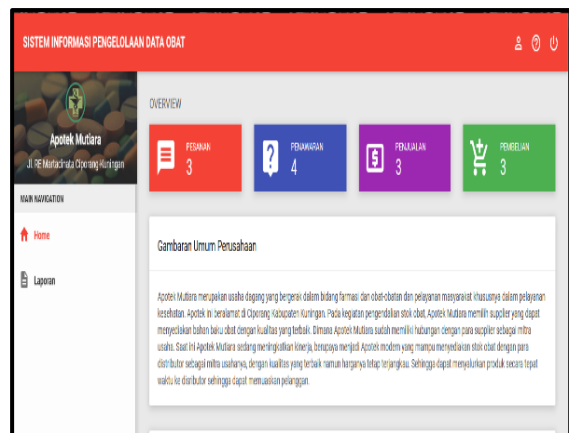 SISTEM INFORMASI PENGELOLAAN DATA OBAT
Apotek Mutiara
Jl. RE Martadinata Ciporang-Kuningan
MAIN NAVIGATION
Home
Laporan
OVERVIEW
PESANAN
3
PENAWARAN
4
PENJUALAN
3
PEMBELIAN
3
Gambaran Umum Perusahaan
Apotek Mutiara merupakan usaha dagang yang bergerak dalam bidang farmasi dan obat-obatan dan pelayanan masyarakat khususnya dalam pelayanan
kesehatan. Apotek ini beralamat di Ciporang Kabupaten Kuningan. Pada kegiatan pengendalian stok obat, Apotek Mutiara memilih supplier yang dapat
menyediakan bahan baku obat dengan kualitas yang terbaik. Dimana Apotek Mutiara sudah memiliki hubungan dengan para supplier sebagai mitra
usaha. Saat ini Apotek Mutiara sedang meningkatkan kinerja, berupaya menjadi Apotek modern yang mampu menyediakan stok obat dengan para
distributor sebagai mitra usahanya, dengan kualitas yang terbaik namun harganya tetap terjangkau. Sehingga dapat menyalurkan produk secara tepat
waktu ke distributor sehingga dapat memuaskan pelanggan.